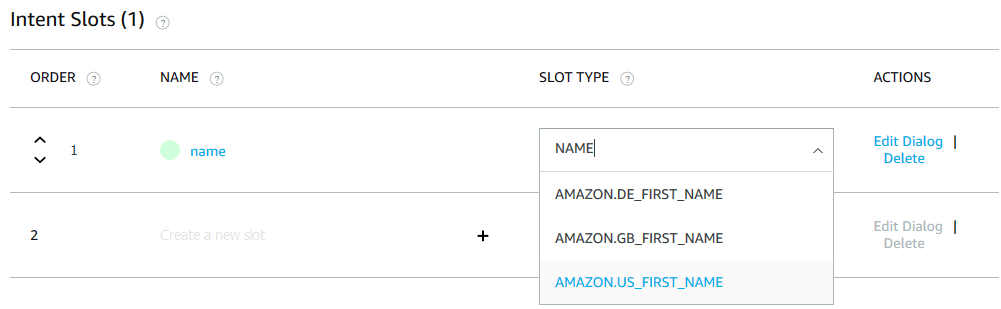 Intent Slots (1) ?
ORDER ? NAME ? SLOT TYPE ? ACTIONS
1 name NAME Edit Dialog |
Delete
AMAZON.DE_FIRST_NAME
2 Create a new slot + AMAZON.GB_FIRST_NAME Edit Dialog |
Delete
AMAZON.US_FIRST_NAME